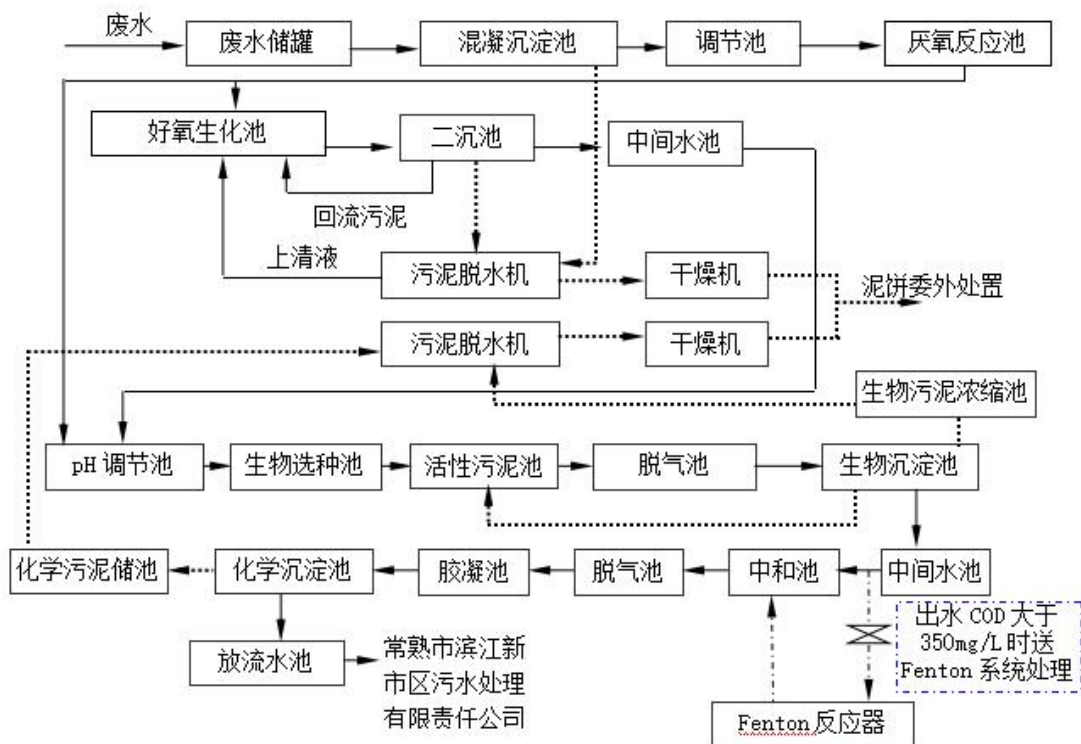 废水
废水储罐
混凝沉淀池
调节池
厌氧反应池
好氧生化池
二沉池
中间水池
回流污泥
上清液
污泥脱水机
干燥机
泥饼委外处置
污泥脱水机
干燥机
生物污泥浓缩池
pH 调节池
生物选种池
活性污泥池
脱气池
生物沉淀池
化学污泥储池
化学沉淀池
胶凝池
脱气池
中和池
中间水池
出水 COD 大于
350mg/L 时送
Fenton 系统处理
放流水池
常熟市滨江新
市区污水处理
有限责任公司
Fenton 反应器